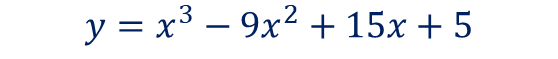 y = x³ − 9x² + 15x + 5